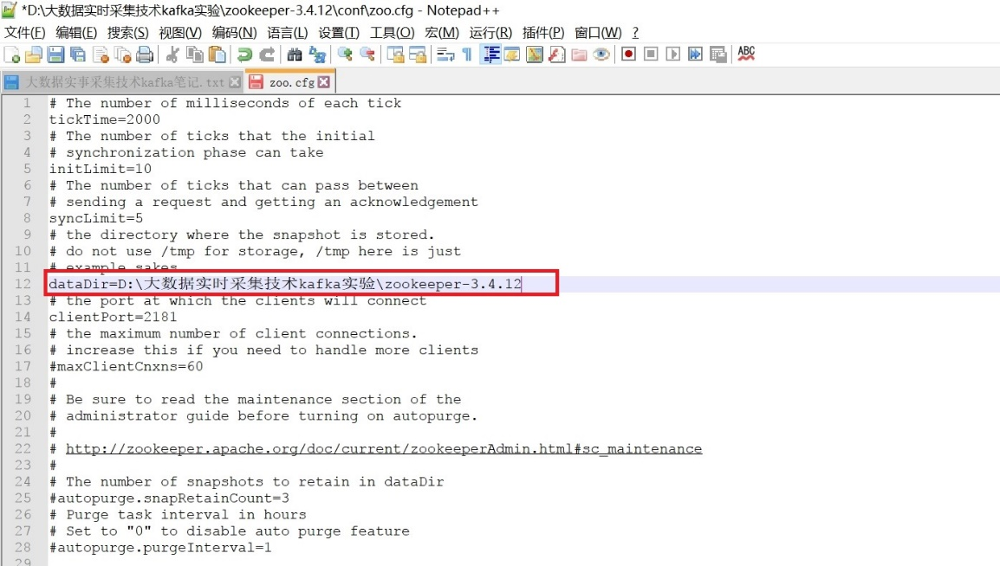 *D:\大数据实时采集技术kafka实验\zookeeper-3.4.12\conf\zoo.cfg - Notepad++
文件(F) 编辑(E) 搜索(S) 视图(V) 编码(N) 语言(L) 设置(T) 工具(O) 宏(M) 运行(R) 插件(P) 窗口(W) ?
ABC
大数据实事采集技术kafka笔记.txt zoo.cfg
1 # The number of milliseconds of each tick
2 tickTime=2000
3 # The number of ticks that the initial
4 # synchronization phase can take
5 initLimit=10
6 # The number of ticks that can pass between
7 # sending a request and getting an acknowledgement
8 syncLimit=5
9 # the directory where the snapshot is stored.
10 # do not use /tmp for storage, /tmp here is just
11 # example sakes
12 dataDir=D:\大数据实时采集技术kafka实验\zookeeper-3.4.12
13 # the port at which the clients will connect
14 clientPort=2181
15 # the maximum number of client connections.
16 # increase this if you need to handle more clients
17 #maxClientCnxns=60
18 #
19 # Be sure to read the maintenance section of the
20 # administrator guide before turning on autopurge.
21 #
22 # http://zookeeper.apache.org/doc/current/zookeeperAdmin.html#sc_maintenance
23 #
24 # The number of snapshots to retain in dataDir
25 #autopurge.snapRetainCount=3
26 # Purge task interval in hours
27 # Set to "0" to disable auto purge feature
28 #autopurge.purgeInterval=1
29